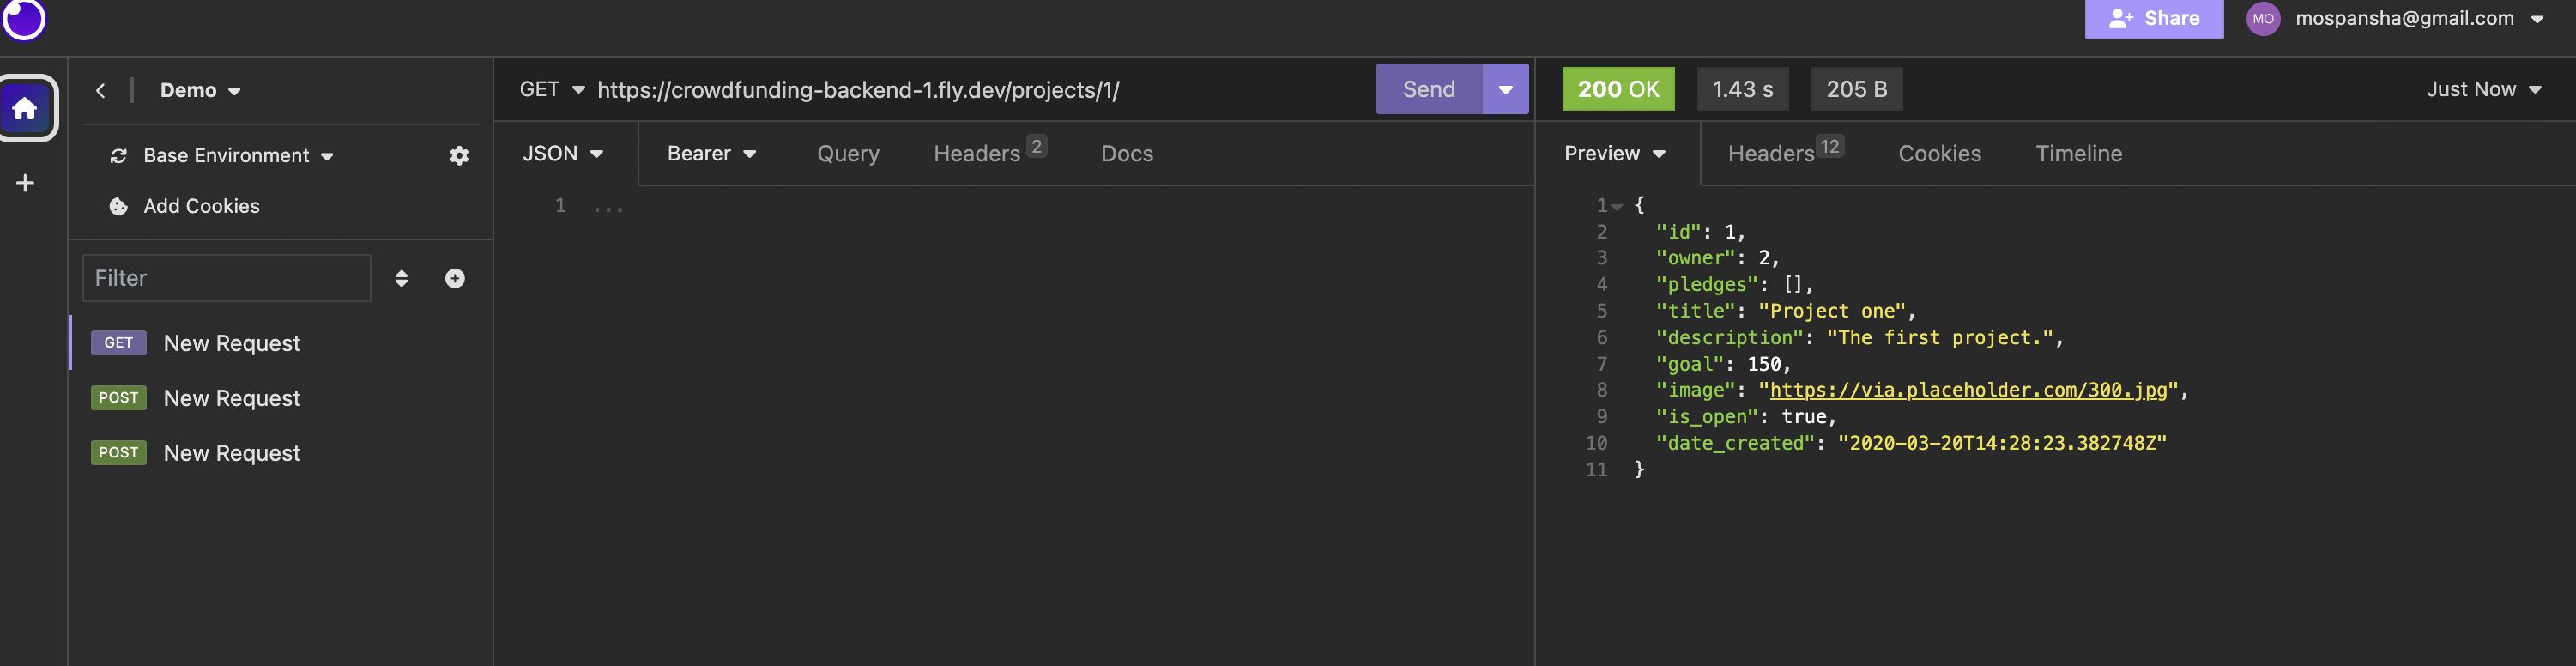 Share
MO
mospansha@gmail.com
Demo
GET https://crowdfunding-backend-1.fly.dev/projects/1/
Send
200 OK
1.43 s
205 B
Just Now
Base Environment
Add Cookies
Filter
GET New Request
POST New Request
POST New Request
JSON
Bearer
Query
Headers 2
Docs
1 ...
Preview
Headers 12
Cookies
Timeline
1 {
2 "id": 1,
3 "owner": 2,
4 "pledges": [],
5 "title": "Project one",
6 "description": "The first project.",
7 "goal": 150,
8 "image": "https://via.placeholder.com/300.jpg",
9 "is_open": true,
10 "date_created": "2020-03-20T14:28:23.382748Z"
11 }